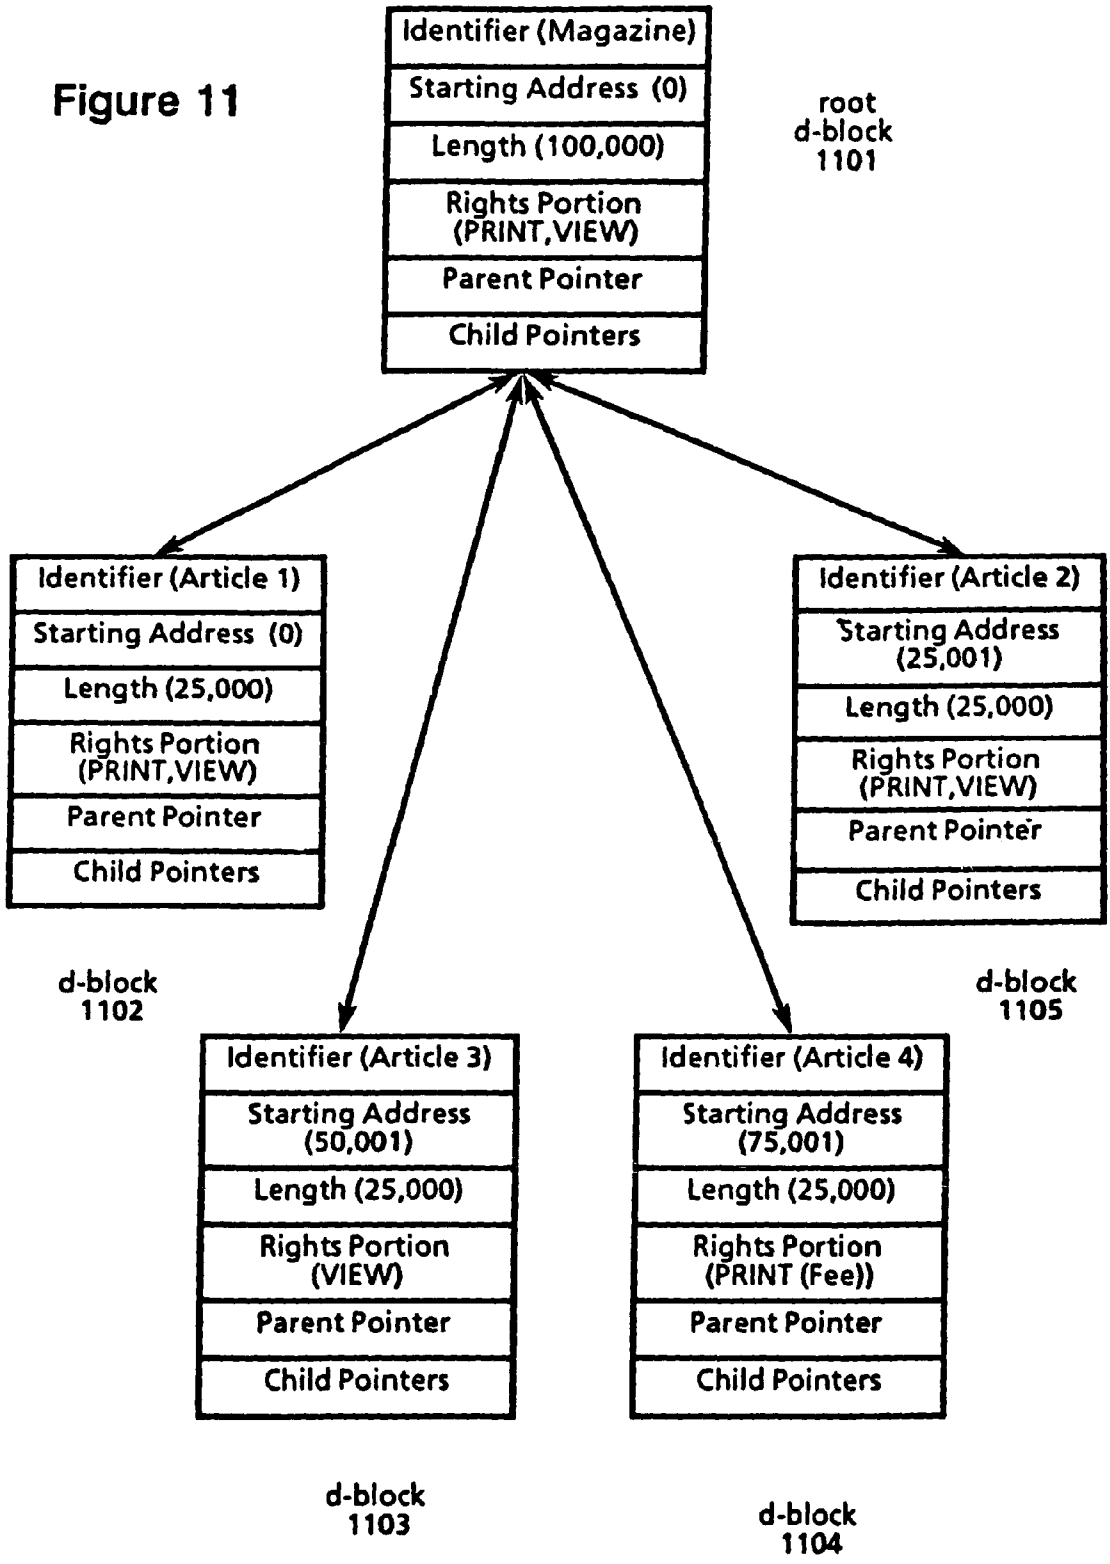 Figure 11
Identifier (Magazine)
Starting Address (0)
Length (100,000)
Rights Portion
(PRINT,VIEW)
Parent Pointer
Child Pointers
root
d-block
1101
Identifier (Article 1)
Starting Address (0)
Length (25,000)
Rights Portion
(PRINT,VIEW)
Parent Pointer
Child Pointers
d-block
1102
Identifier (Article 2)
Starting Address
(25,001)
Length (25,000)
Rights Portion
(PRINT,VIEW)
Parent Pointer
Child Pointers
d-block
1105
Identifier (Article 3)
Starting Address
(50,001)
Length (25,000)
Rights Portion
(VIEW)
Parent Pointer
Child Pointers
d-block
1103
Identifier (Article 4)
Starting Address
(75,001)
Length (25,000)
Rights Portion
(PRINT (Fee))
Parent Pointer
Child Pointers
d-block
1104